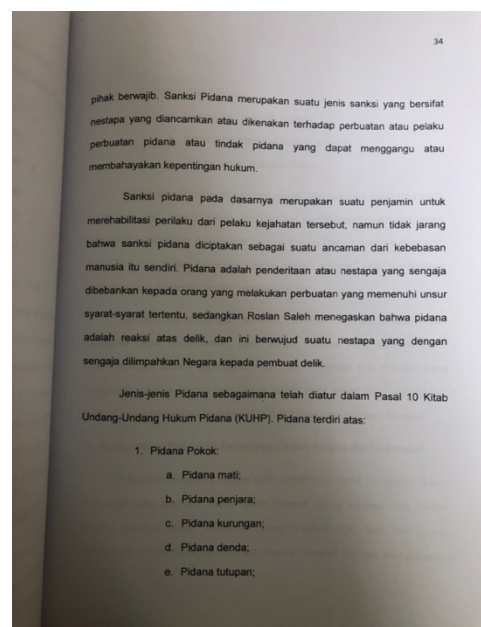 34
pihak berwajib. Sanksi Pidana merupakan suatu jenis sanksi yang bersifat
nestapa yang diancamkan atau dikenakan terhadap perbuatan atau pelaku
perbuatan pidana atau tindak pidana yang dapat menggangu atau
membahayakan kepentingan hukum.
Sanksi pidana pada dasarnya merupakan suatu penjamin untuk
merehabilitasi perilaku dari pelaku kejahatan tersebut, namun tidak jarang
bahwa sanksi pidana diciptakan sebagai suatu ancaman dari kebebasan
manusia itu sendiri. Pidana adalah penderitaan atau nestapa yang sengaja
dibebankan kepada orang yang melakukan perbuatan yang memenuhi unsur
syarat-syarat tertentu, sedangkan Roslan Saleh menegaskan bahwa pidana
adalah reaksi atas delik, dan ini berwujud suatu nestapa yang dengan
sengaja dilimpahkan Negara kepada pembuat delik.
Jenis-jenis Pidana sebagaimana telah diatur dalam Pasal 10 Kitab
Undang-Undang Hukum Pidana (KUHP). Pidana terdiri atas:
1. Pidana Pokok:
a. Pidana mati;
b. Pidana penjara;
c. Pidana kurungan;
d. Pidana denda;
e. Pidana tutupan;